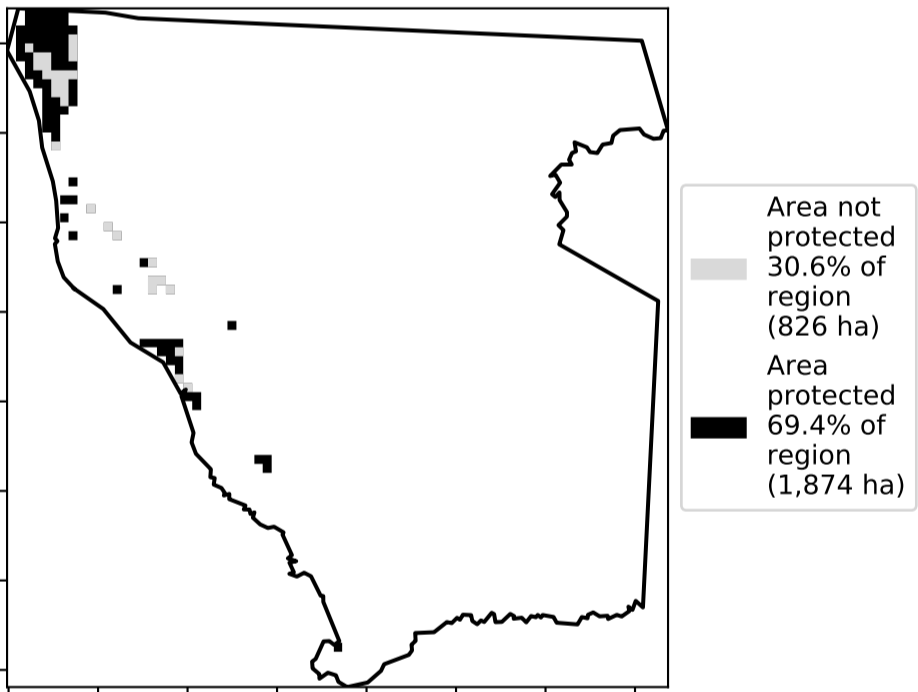 Area not
protected
30.6% of
region
(826 ha)
Area
protected
69.4% of
region
(1,874 ha)